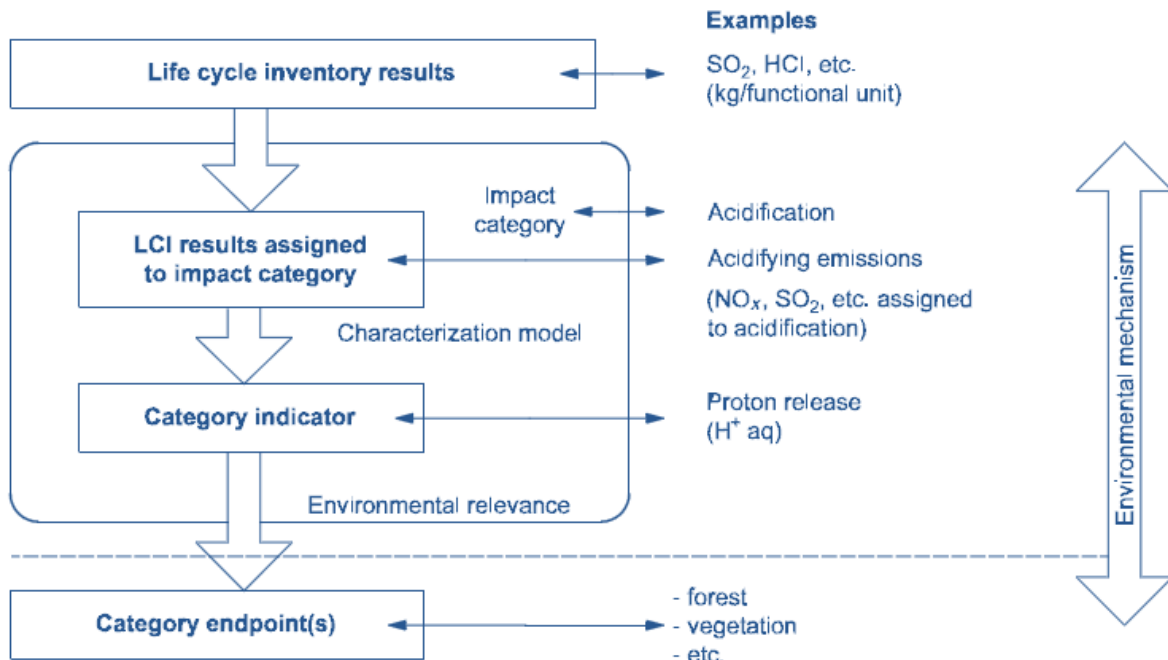 Examples
Life cycle inventory results
SO₂, HCl, etc.
(kg/functional unit)
Impact
category
Acidification
LCI results assigned
to impact category
Acidifying emissions
(NOₓ, SO₂, etc. assigned
to acidification)
Characterization model
Category indicator
Proton release
(H⁺ aq)
Environmental relevance
Environmental mechanism
Category endpoint(s)
- forest
- vegetation
- etc.